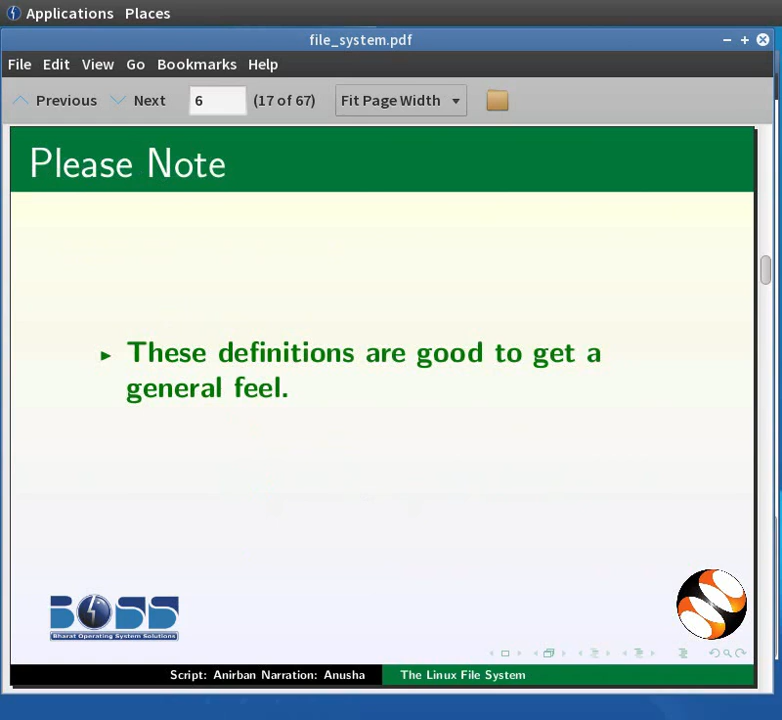 Applications Places
file_system.pdf
File Edit View Go Bookmarks Help
Previous Next 6 (17 of 67) Fit Page Width
Please Note
These definitions are good to get a
general feel.
BOSS
Bharat Operating System Solutions
Script: Anirban Narration: Anusha The Linux File System